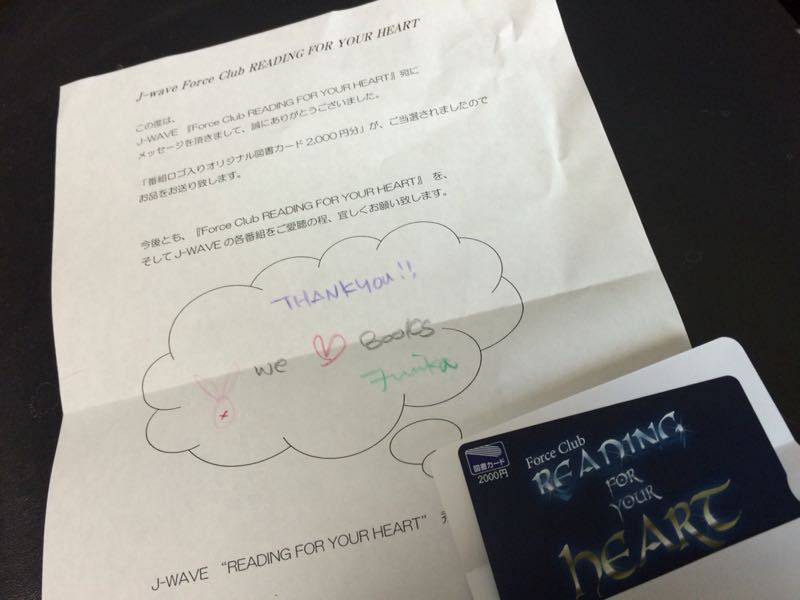 J-wave Force Club READING FOR YOUR HEART
この度は、
J-WAVE 『Force Club READING FOR YOUR HEART』宛に
メッセージを頂きまして、誠にありがとうございました。
「番組ロゴ入りオリジナル図書カード2,000円分」が、ご当選されましたので
お品をお送り致します。
今後とも、『Force Club READING FOR YOUR HEART』 を、
そしてJ-WAVEの各番組をご愛聴の程、宜しくお願い致します。
THANKYOU!!
We ♡ BOOKS
Fumika
J-WAVE “READING FOR YOUR HEART”
図書カード
2000円
Force Club
READING
FOR
YOUR
HEART